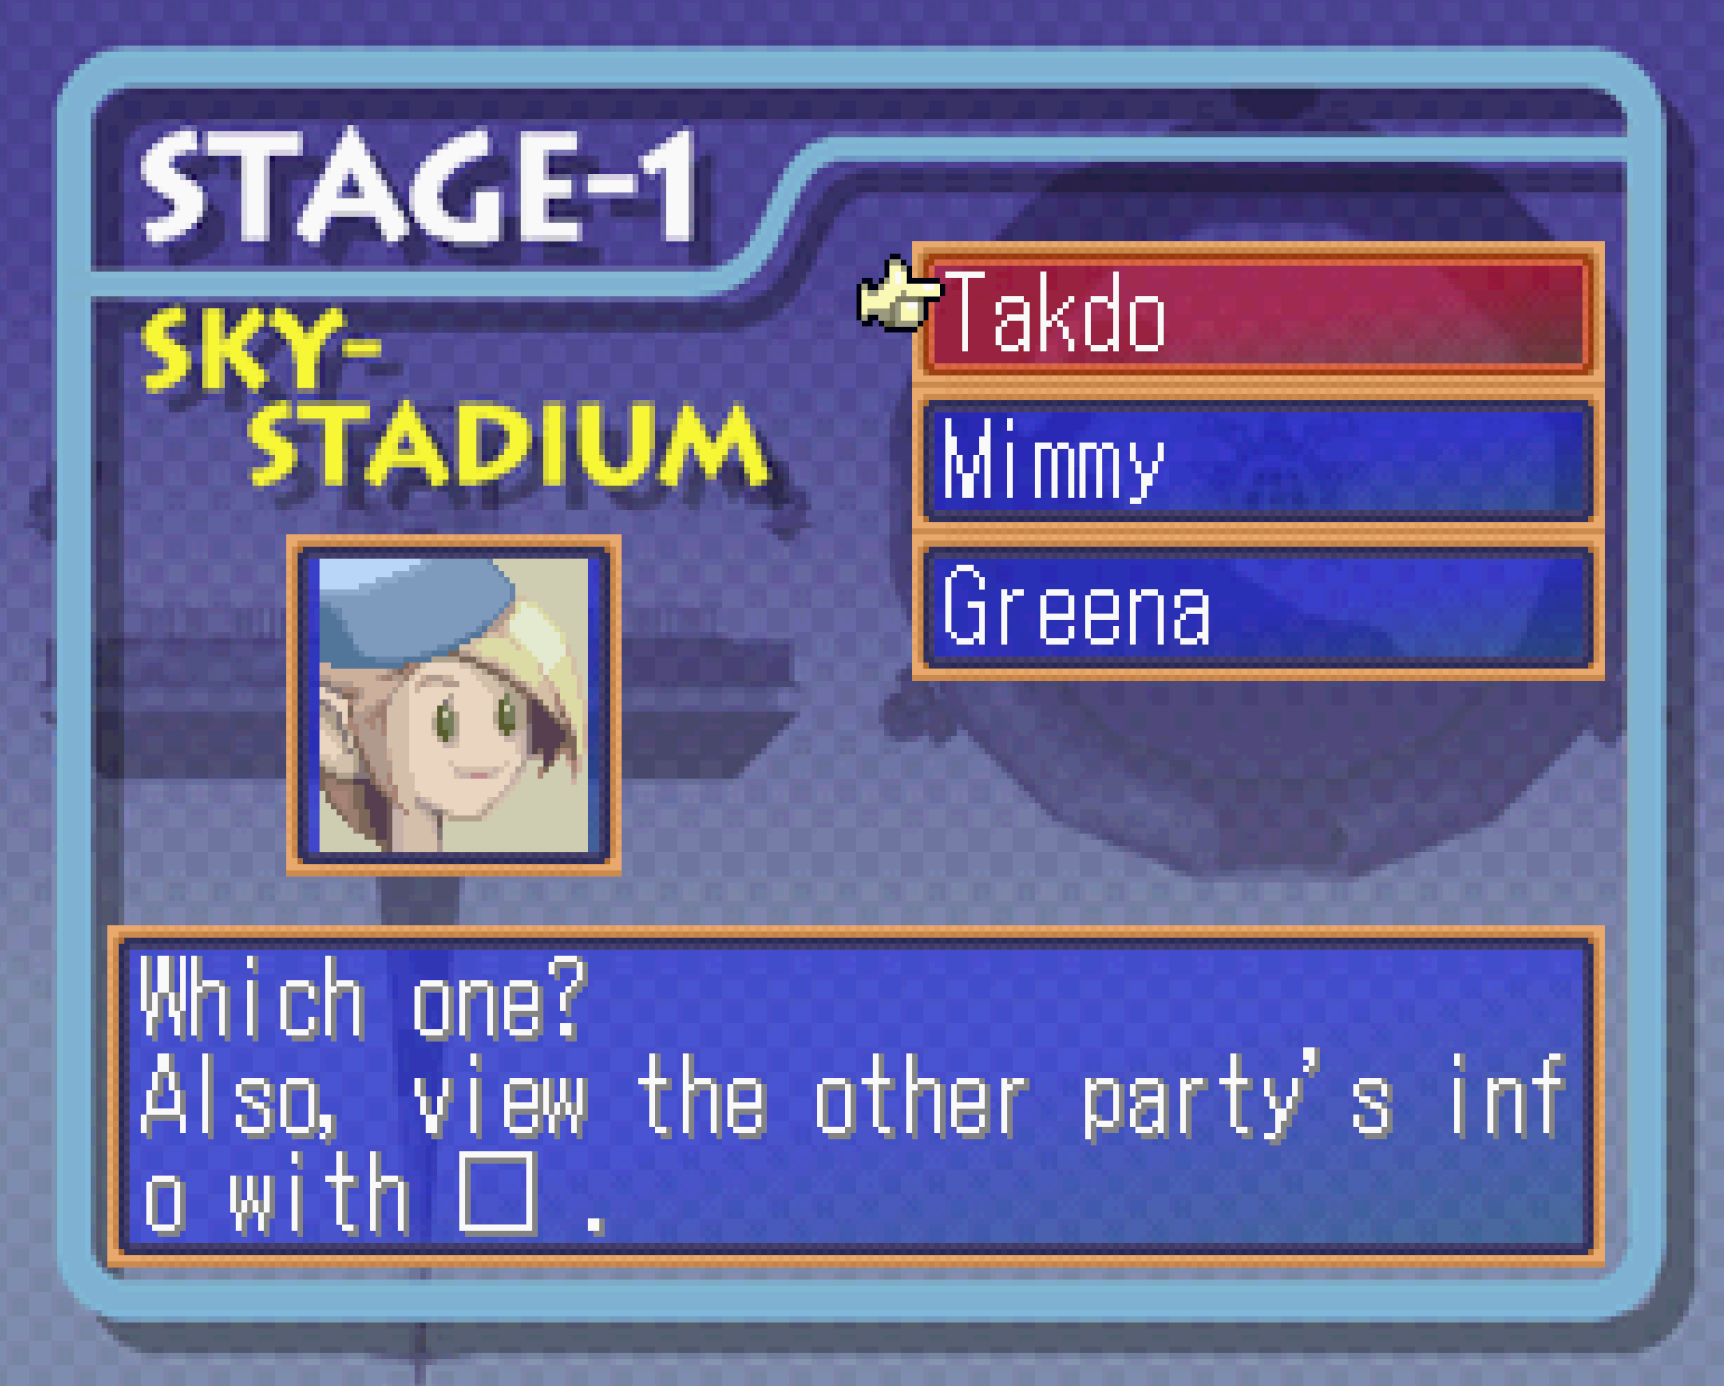 STAGE-1
SKY-
STADIUM
Takdo
Mimmy
Greena
Which one?
Also, view the other party's inf
o with □ .